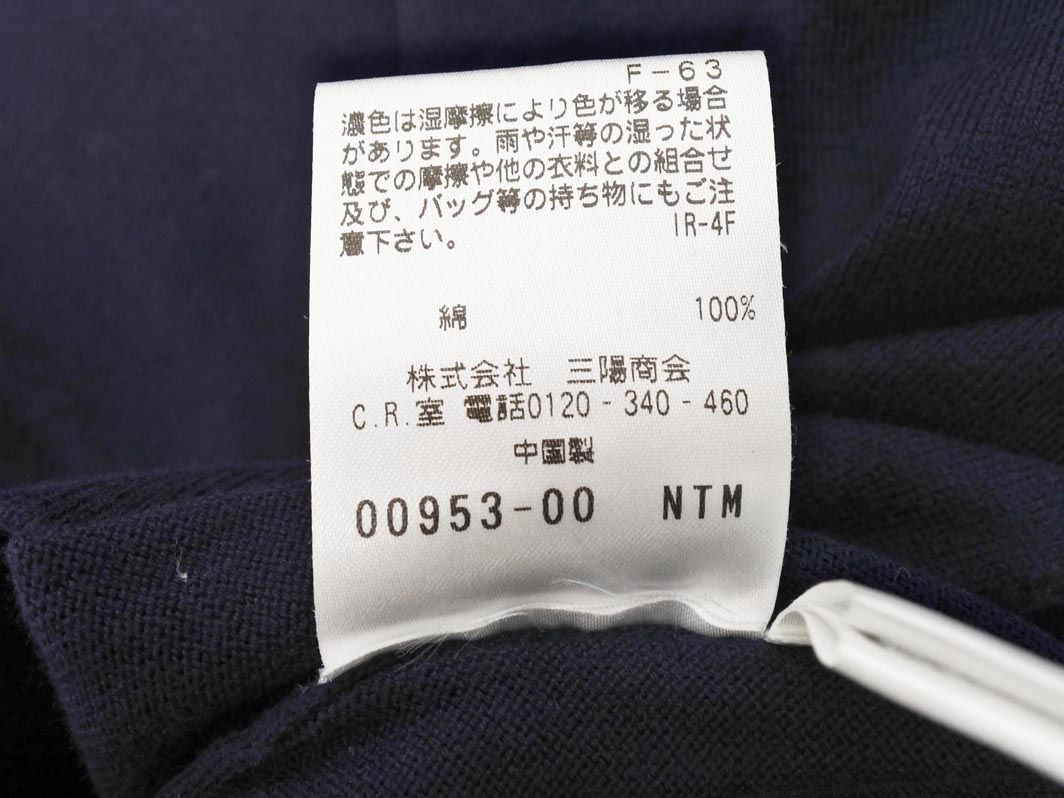 F-63
濃色は湿摩擦により色が移る場合
があります。雨や汗等の湿った状
態での摩擦や他の衣料との組合せ
及び、バッグ等の持ち物にもご注
意下さい。 IR-4F
綿 100%
株式会社 三陽商会
C.R.室 電話0120-340-460
中国製
00953-00 NTM